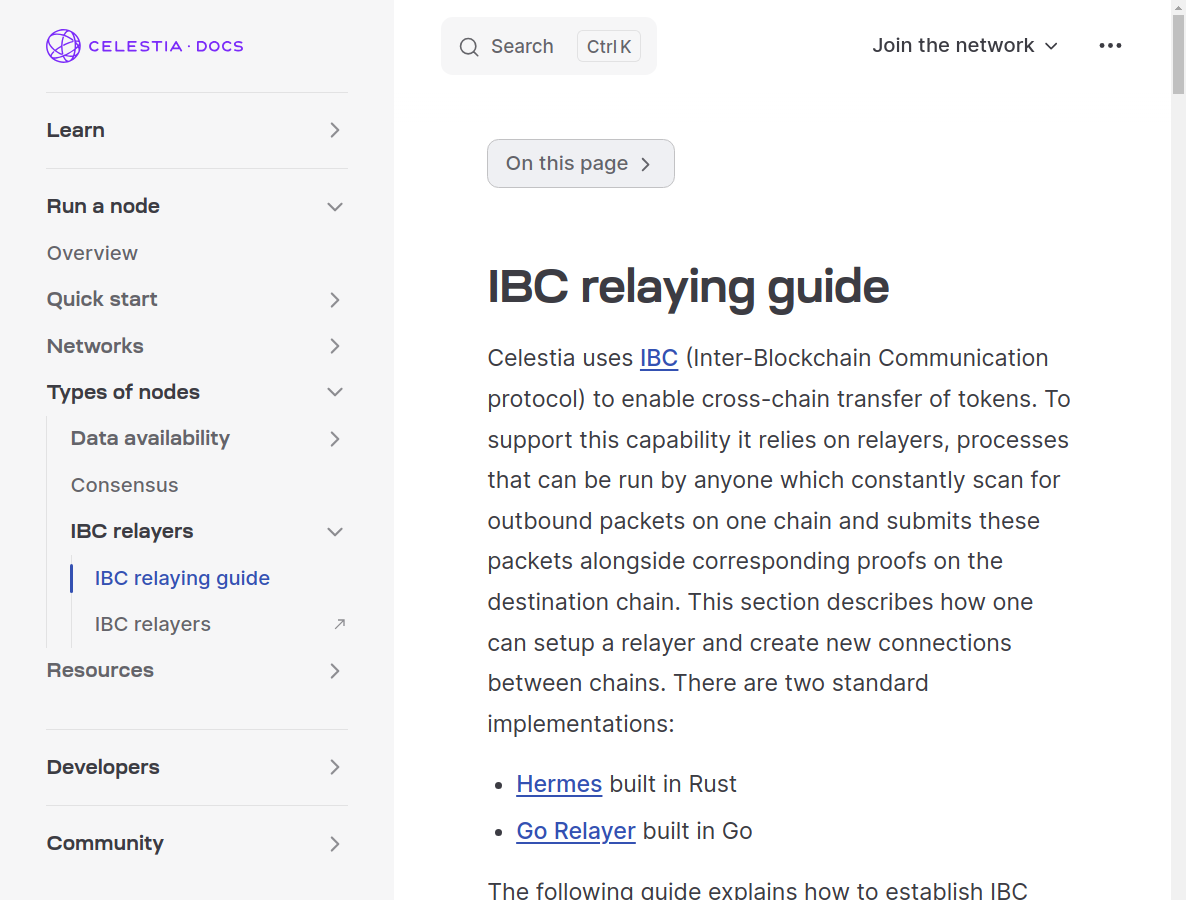 CELESTIA · DOCS
Search
Ctrl K
Join the network
Learn
Run a node
Overview
Quick start
Networks
Types of nodes
Data availability
Consensus
IBC relayers
IBC relaying guide
IBC relayers
Resources
Developers
Community
On this page
IBC relaying guide
Celestia uses IBC (Inter-Blockchain Communication
protocol) to enable cross-chain transfer of tokens. To
support this capability it relies on relayers, processes
that can be run by anyone which constantly scan for
outbound packets on one chain and submits these
packets alongside corresponding proofs on the
destination chain. This section describes how one
can setup a relayer and create new connections
between chains. There are two standard
implementations:
• Hermes built in Rust
• Go Relayer built in Go
The following guide explains how to establish IBC